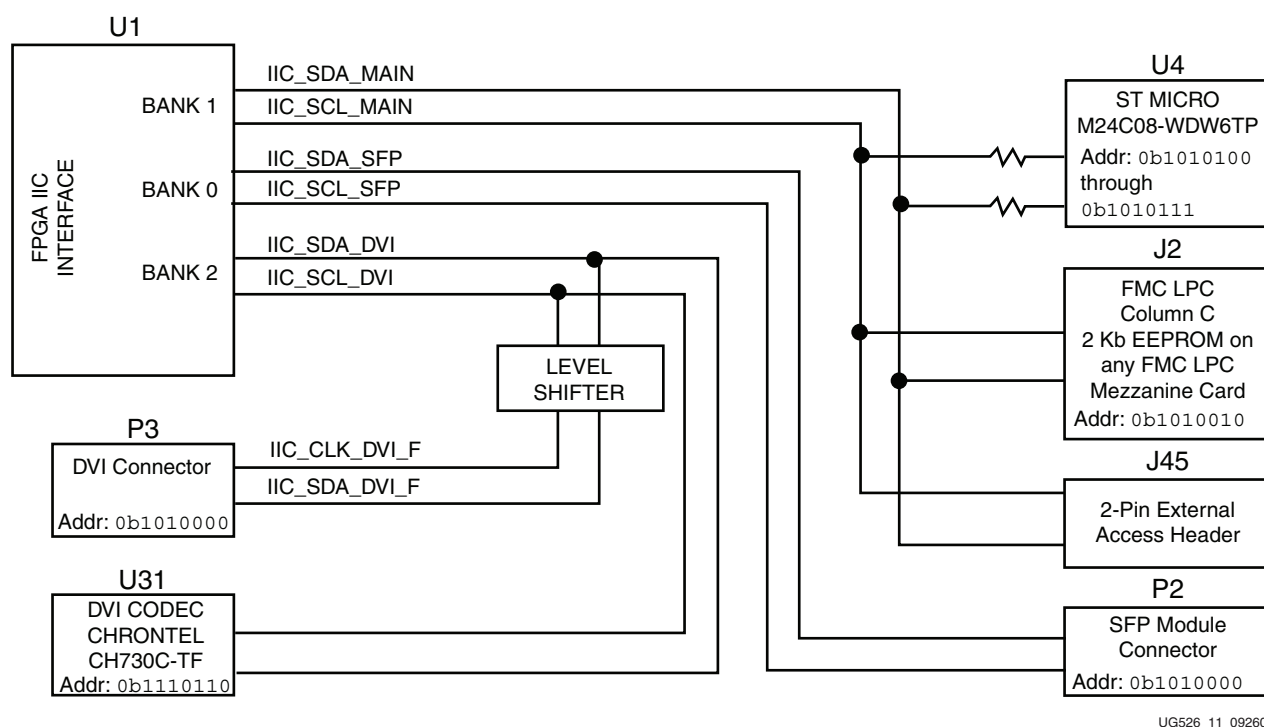 U1
FPGA IIC
INTERFACE
BANK 1
BANK 0
BANK 2
IIC_SDA_MAIN
IIC_SCL_MAIN
IIC_SDA_SFP
IIC_SCL_SFP
IIC_SDA_DVI
IIC_SCL_DVI
LEVEL
SHIFTER
P3
DVI Connector
Addr: 0b1010000
IIC_CLK_DVI_F
IIC_SDA_DVI_F
U31
DVI CODEC
CHRONTEL
CH730C-TF
Addr: 0b1110110
U4
ST MICRO
M24C08-WDW6TP
Addr: 0b1010100
through
0b1010111
J2
FMC LPC
Column C
2 Kb EEPROM on
any FMC LPC
Mezzanine Card
Addr: 0b1010010
J45
2-Pin External
Access Header
P2
SFP Module
Connector
Addr: 0b1010000
UG526_11_09260